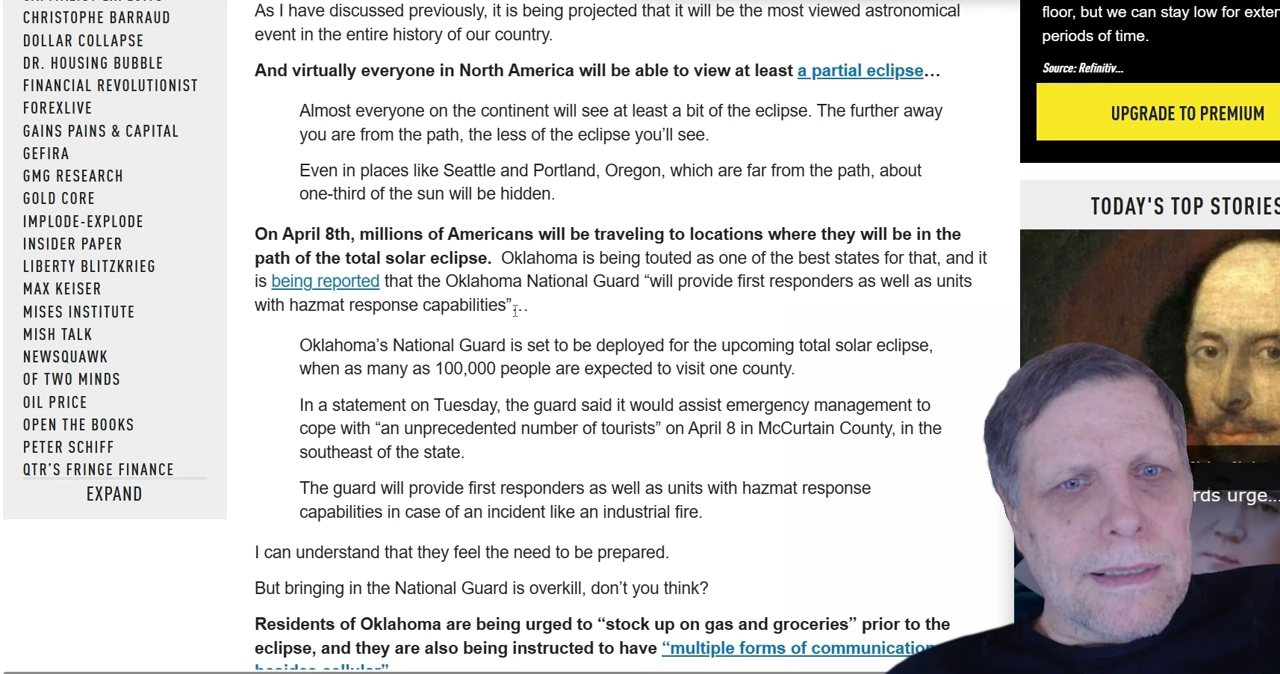 CHRISTOPHE BARRAUD
DOLLAR COLLAPSE
DR. HOUSING BUBBLE
FINANCIAL REVOLUTIONIST
FOREXLIVE
GAINS PAINS & CAPITAL
GEFIRA
GMG RESEARCH
GOLD CORE
IMPLODE-EXPLODE
INSIDER PAPER
LIBERTY BLITZKRIEG
MAX KEISER
MISES INSTITUTE
MISH TALK
NEWSQUAWK
OF TWO MINDS
OIL PRICE
OPEN THE BOOKS
PETER SCHIFF
QTR'S FRINGE FINANCE
EXPAND
As I have discussed previously, it is being projected that it will be the most viewed astronomical
event in the entire history of our country.
And virtually everyone in North America will be able to view at least a partial eclipse…
Almost everyone on the continent will see at least a bit of the eclipse. The further away
you are from the path, the less of the eclipse you’ll see.
Even in places like Seattle and Portland, Oregon, which are far from the path, about
one-third of the sun will be hidden.
On April 8th, millions of Americans will be traveling to locations where they will be in the
path of the total solar eclipse. Oklahoma is being touted as one of the best states for that, and it
is being reported that the Oklahoma National Guard “will provide first responders as well as units
with hazmat response capabilities”…
Oklahoma’s National Guard is set to be deployed for the upcoming total solar eclipse,
when as many as 100,000 people are expected to visit one county.
In a statement on Tuesday, the guard said it would assist emergency management to
cope with “an unprecedented number of tourists” on April 8 in McCurtain County, in the
southeast of the state.
The guard will provide first responders as well as units with hazmat response
capabilities in case of an incident like an industrial fire.
I can understand that they feel the need to be prepared.
But bringing in the National Guard is overkill, don’t you think?
Residents of Oklahoma are being urged to “stock up on gas and groceries” prior to the
eclipse, and they are also being instructed to have “multiple forms of communication
besides cellular”
floor, but we can stay low for exten
periods of time.
Source: Refinitiv...
UPGRADE TO PREMIUM
TODAY'S TOP STORIES
rds urge...